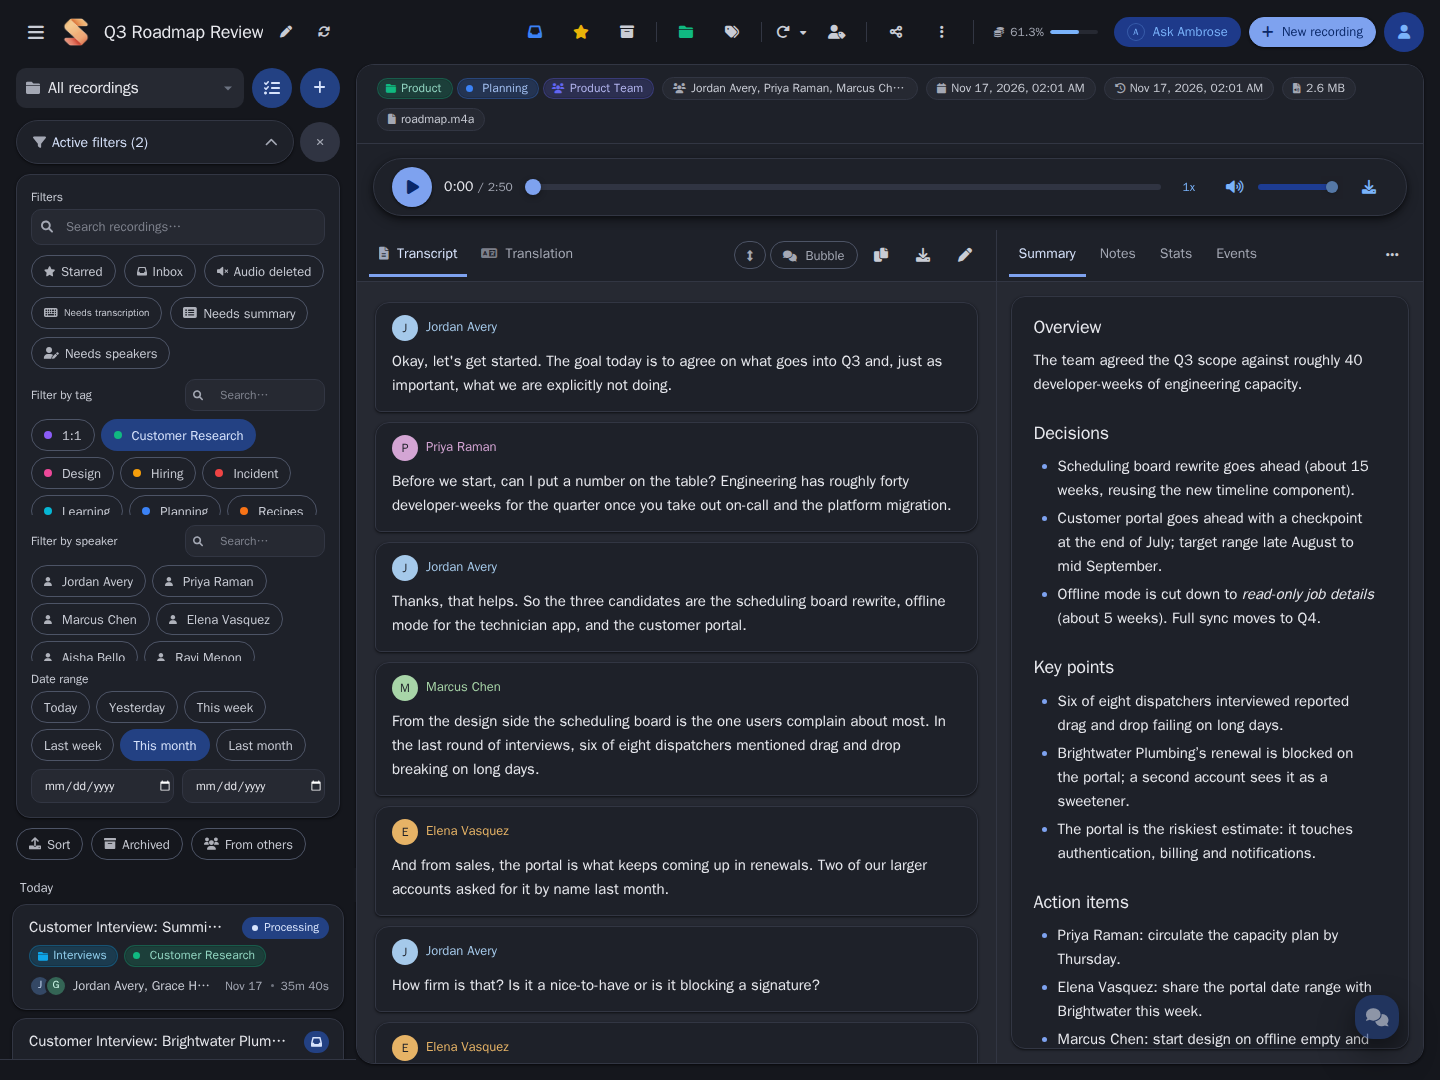 Q3 Roadmap Review
61.3%
A Ask Ambrose
New recording
All recordings
Active filters (2)
Filters
Search recordings···
Starred
Inbox
Audio deleted
Needs transcription
Needs summary
Needs speakers
Filter by tag
Search···
1:1
Customer Research
Design
Hiring
Incident
Learning
Planning
Recipes
Filter by speaker
Search···
Jordan Avery
Priya Raman
Marcus Chen
Elena Vasquez
Aisha Bello
Ravi Menon
Date range
Today
Yesterday
This week
Last week
This month
Last month
mm/dd/yyyy
mm/dd/yyyy
Sort
Archived
From others
Today
Customer Interview: Summi···
Processing
Interviews
Customer Research
J G Jordan Avery, Grace H··· Nov 17 • 35m 40s
Customer Interview: Brightwater Plum···
Product
Planning
Product Team
Jordan Avery, Priya Raman, Marcus Ch···
Nov 17, 2026, 02:01 AM
Nov 17, 2026, 02:01 AM
2.6 MB
roadmap.m4a
0:00 / 2:50
1x
Transcript
Translation
Bubble
J Jordan Avery
Okay, let's get started. The goal today is to agree on what goes into Q3 and, just as
important, what we are explicitly not doing.
P Priya Raman
Before we start, can I put a number on the table? Engineering has roughly forty
developer-weeks for the quarter once you take out on-call and the platform migration.
J Jordan Avery
Thanks, that helps. So the three candidates are the scheduling board rewrite, offline
mode for the technician app, and the customer portal.
M Marcus Chen
From the design side the scheduling board is the one users complain about most. In
the last round of interviews, six of eight dispatchers mentioned drag and drop
breaking on long days.
E Elena Vasquez
And from sales, the portal is what keeps coming up in renewals. Two of our larger
accounts asked for it by name last month.
J Jordan Avery
How firm is that? Is it a nice-to-have or is it blocking a signature?
E Elena Vasquez
Summary
Notes
Stats
Events
Overview
The team agreed the Q3 scope against roughly 40
developer-weeks of engineering capacity.
Decisions
• Scheduling board rewrite goes ahead (about 15
weeks, reusing the new timeline component).
• Customer portal goes ahead with a checkpoint
at the end of July; target range late August to
mid September.
• Offline mode is cut down to read-only job details
(about 5 weeks). Full sync moves to Q4.
Key points
• Six of eight dispatchers interviewed reported
drag and drop failing on long days.
• Brightwater Plumbing's renewal is blocked on
the portal; a second account sees it as a
sweetener.
• The portal is the riskiest estimate: it touches
authentication, billing and notifications.
Action items
• Priya Raman: circulate the capacity plan by
Thursday.
• Elena Vasquez: share the portal date range with
Brightwater this week.
• Marcus Chen: start design on offline empty and